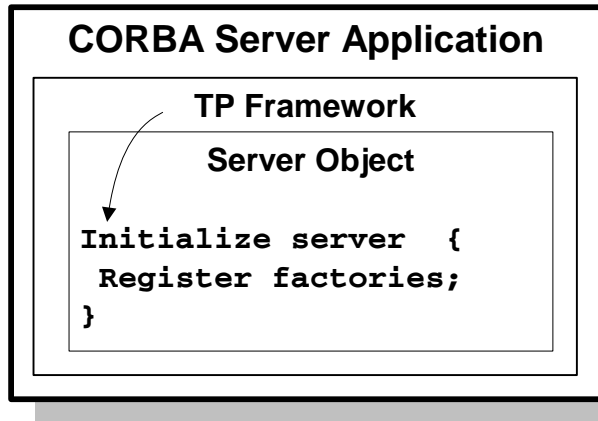 CORBA Server Application
TP Framework
Server Object
Initialize server {
Register factories;
}